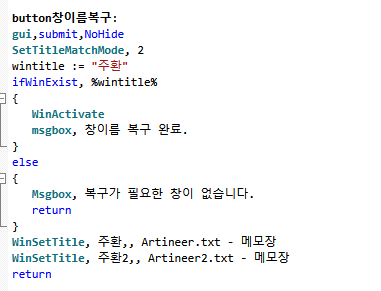 button창이름복구:
gui,submit,NoHide
SetTitleMatchMode, 2
wintitle := "주환"
ifWinExist, %wintitle%
{
WinActivate
msgbox, 창이름 복구 완료.
}
else
{
Msgbox, 복구가 필요한 창이 없습니다.
return
}
WinSetTitle, 주환,, Artineer.txt - 메모장
WinSetTitle, 주환2,, Artineer2.txt - 메모장
return